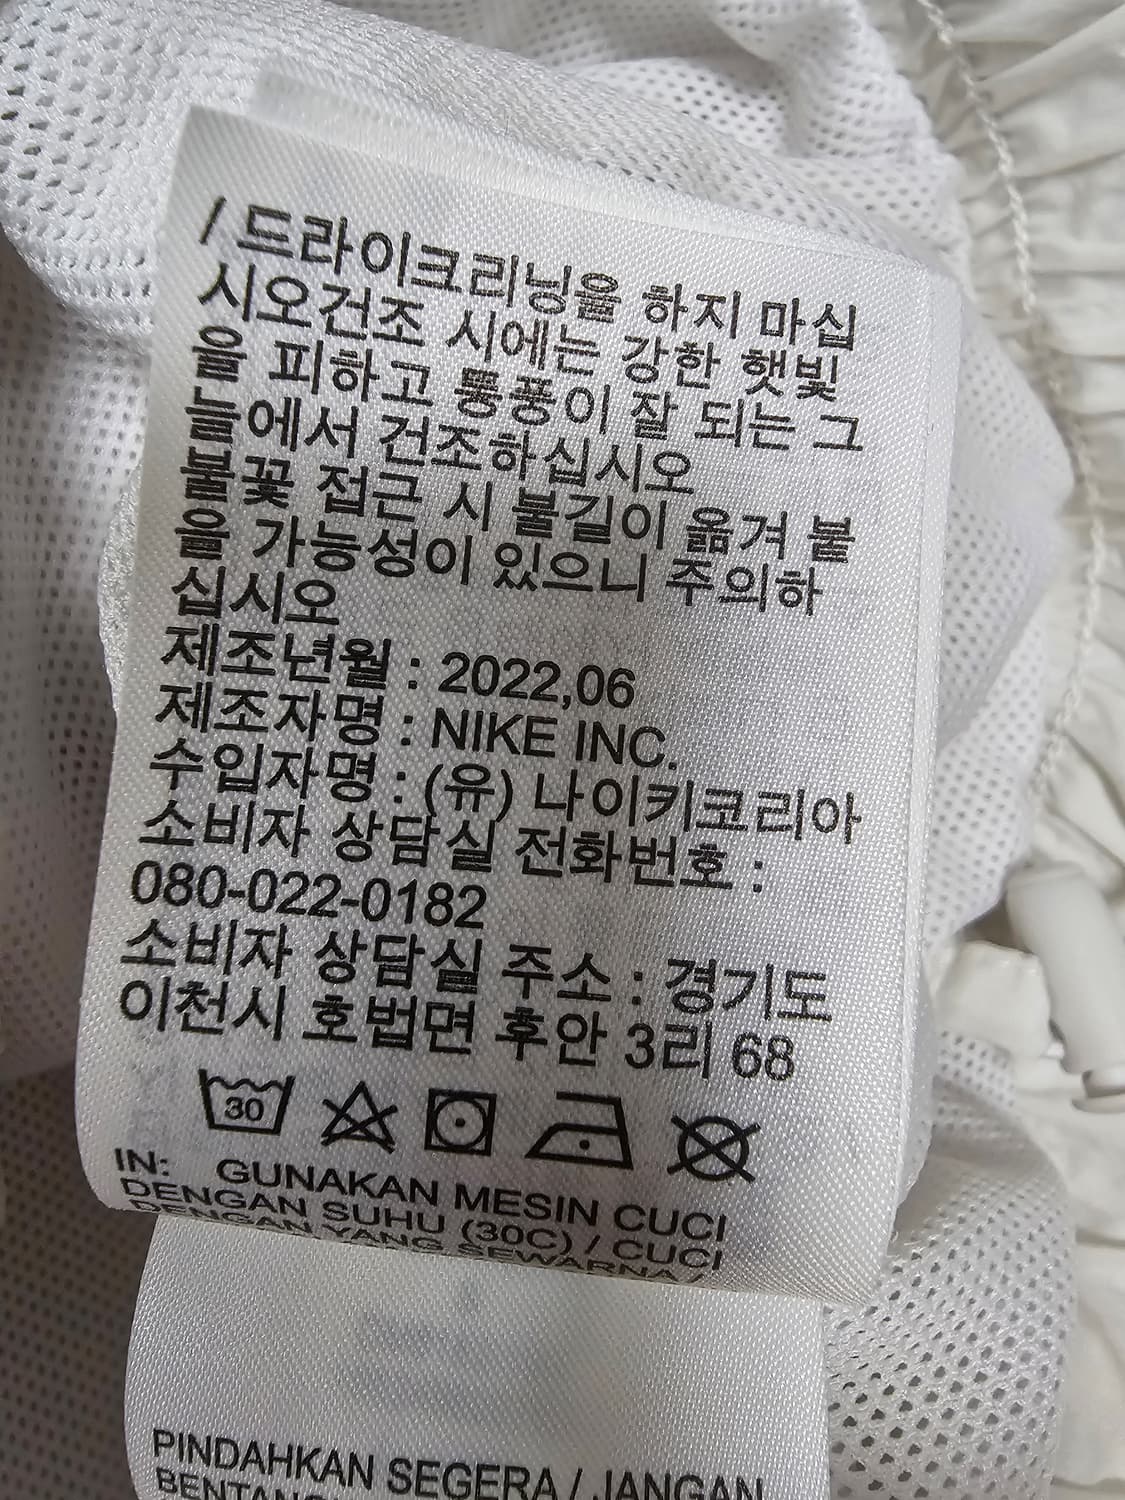 / 드라이크리닝을 하지 마십
시오건조 시에는 강한 햇빛
을 피하고 통풍이 잘 되는 그
늘에서 건조하십시오
불꽃 접근 시 불길이 옮겨 붙
을 가능성이 있으니 주의하
십시오
제조년월 : 2022,06
제조자명 : NIKE INC.
수입자명 : (유) 나이키코리아
소비자 상담실 전화번호 :
080-022-0182
소비자 상담실 주소 : 경기도
이천시 호법면 후안 3리 68
30
IN: GUNAKAN MESIN CUCI
DENGAN SUHU (30C) / CUCI
DENGAN YANG SEWARNA /
PINDAHKAN SEGERA / JANGAN